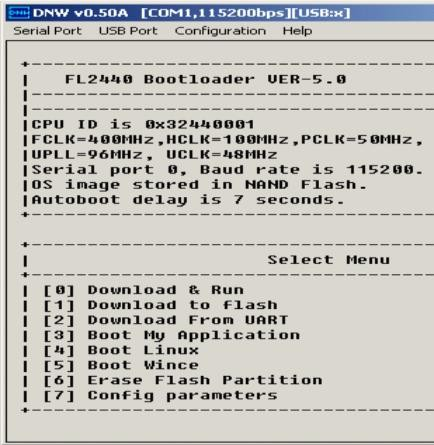 DNW v0.50A [COM1,115200bps][USB:x]
Serial Port USB Port Configuration Help
FL2440 Bootloader VER-5.0
CPU ID is 0x32440001
FCLK=400MHz,HCLK=100MHz,PCLK=50MHz,
UPLL=96MHz, UCLK=48MHz
Serial port 0, Baud rate is 115200.
OS image stored in NAND Flash.
Autoboot delay is 7 seconds.
Select Menu
[0] Download & Run
[1] Download to flash
[2] Download From UART
[3] Boot My Application
[4] Boot Linux
[5] Boot Wince
[6] Erase Flash Partition
[7] Config parameters